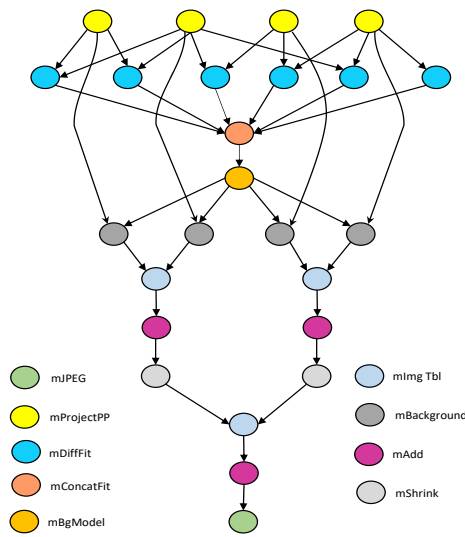 mJPEG
mProjectPP
mDiffFit
mConcatFit
mBgModel
mImg Tbl
mBackground
mAdd
mShrink